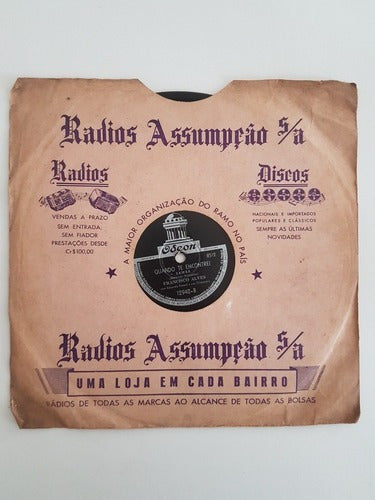 Radios Assumpção S/A
Radios
VENDAS A PRAZO
SEM ENTRADA,
SEM FIADOR
PRESTAÇÕES DESDE
Cr$100,00
Discos
NACIONAIS E IMPORTADOS
POPULARES E CLÁSSICOS
SEMPRE AS ÚLTIMAS
NOVIDADES
A MAIOR ORGANIZAÇÃO DO RAMO NO PAÍS
Odeon
QUANDO TE ENCONTREI
FRANCISCO ALVES
12948-B
Radios Assumpção S/A
UMA LOJA EM CADA BAIRRO
RÁDIOS DE TODAS AS MARCAS AO ALCANCE DE TODAS AS BOLSAS